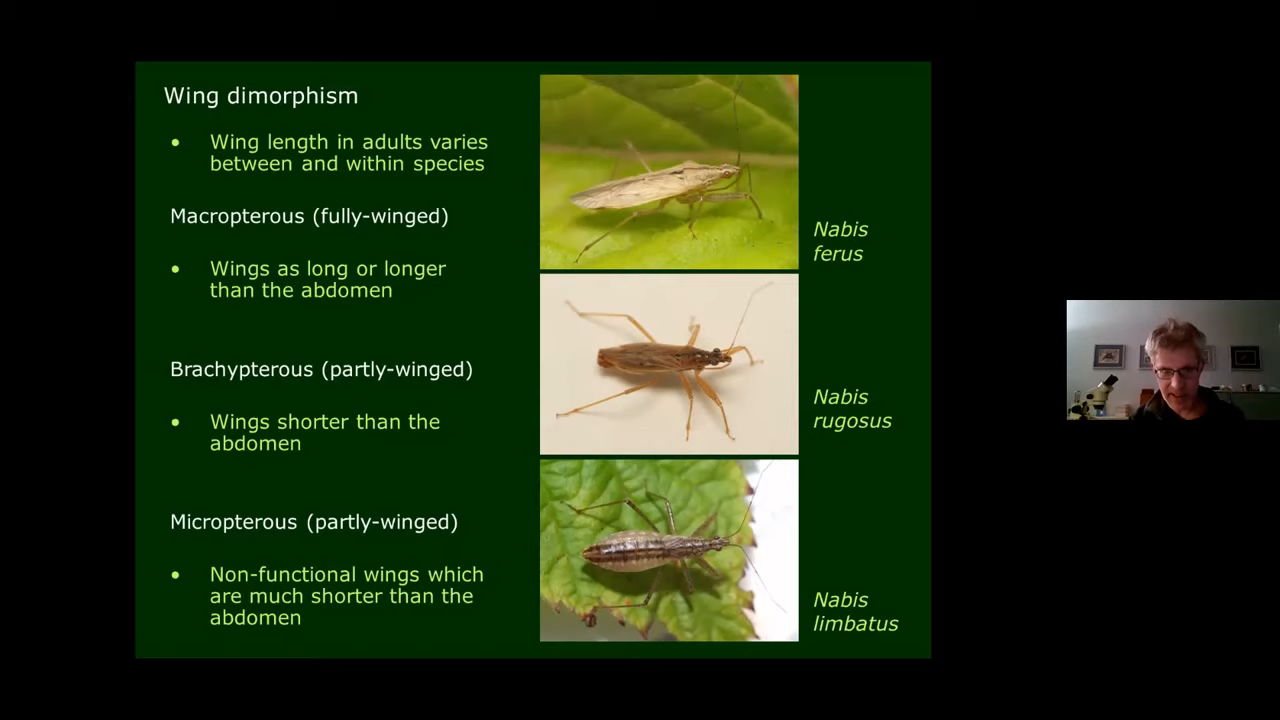 Wing dimorphism
• Wing length in adults varies
between and within species
Macropterous (fully-winged)
• Wings as long or longer
than the abdomen
Nabis
ferus
Brachypterous (partly-winged)
• Wings shorter than the
abdomen
Nabis
rugosus
Micropterous (partly-winged)
• Non-functional wings which
are much shorter than the
abdomen
Nabis
limbatus